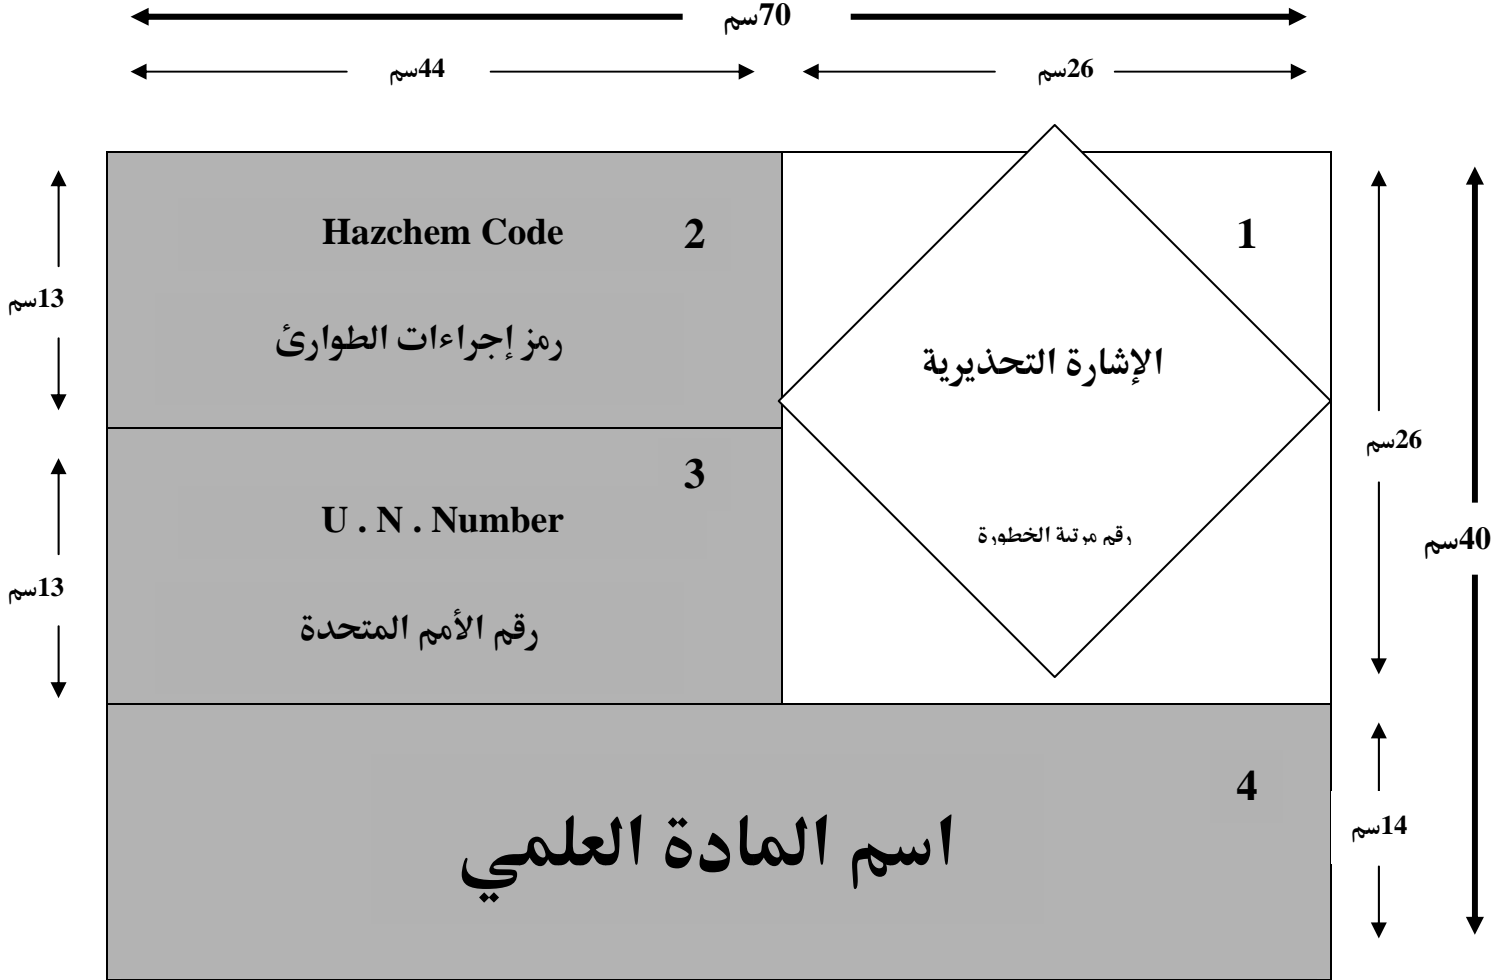 70سم
44سم
26سم
1
الإشارة التحذيرية
رقم مرتبة الخطورة
2
Hazchem Code
رمز إجراءات الطوارئ
3
U . N . Number
رقم الأمم المتحدة
4
اسم المادة العلمي
13سم
13سم
26سم
40سم
14سم